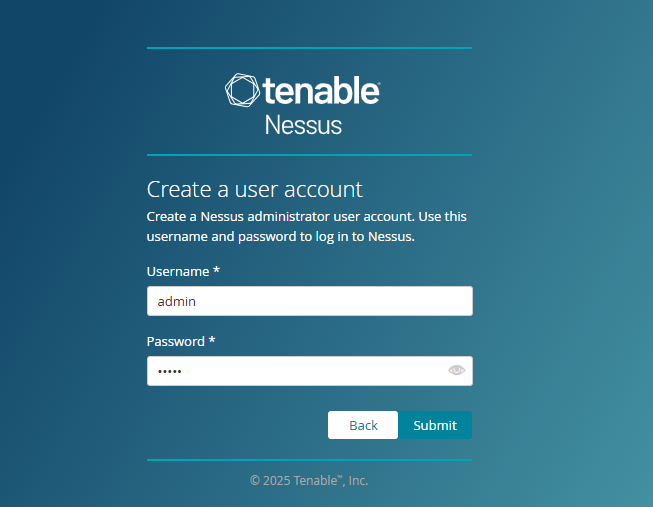 tenable®
Nessus
Create a user account
Create a Nessus administrator user account. Use this
username and password to log in to Nessus.
Username *
admin
Password *
•••••
Back
Submit
© 2025 Tenable™, Inc.